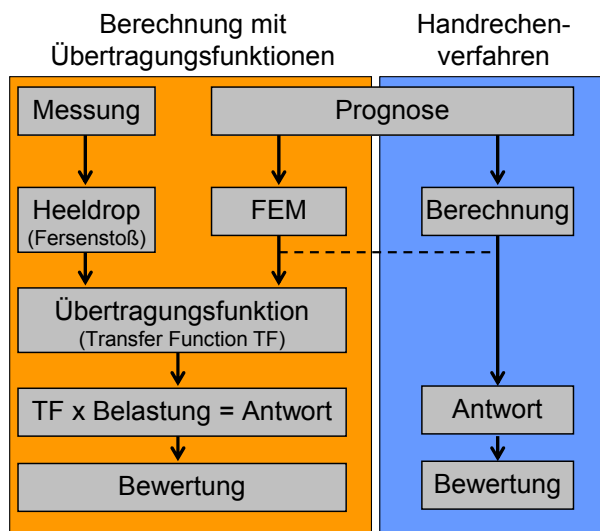 Berechnung mit
Übertragungsfunktionen
Handrechen-
verfahren
Messung
Prognose
Heeldrop
(Fersenstoß)
FEM
Berechnung
Übertragungsfunktion
(Transfer Function TF)
TF x Belastung = Antwort
Antwort
Bewertung
Bewertung